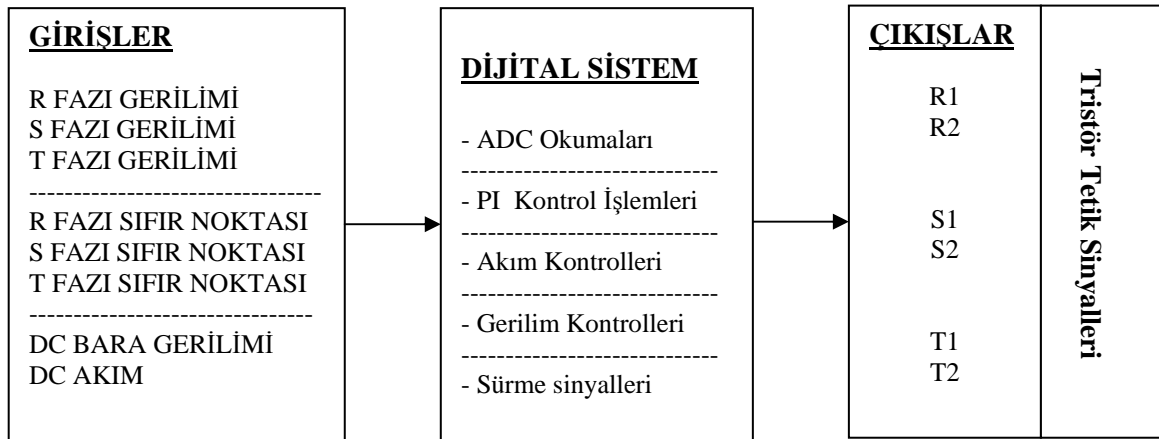 GİRİŞLER
R FAZI GERİLİMİ
S FAZI GERİLİMİ
T FAZI GERİLİMİ
---------------------------------
R FAZI SIFIR NOKTASI
S FAZI SIFIR NOKTASI
T FAZI SIFIR NOKTASI
--------------------------------
DC BARA GERİLİMİ
DC AKIM
DİJİTAL SİSTEM
- ADC Okumaları
-----------------------------
- PI Kontrol İşlemleri
-----------------------------
- Akım Kontrolleri
-----------------------------
- Gerilim Kontrolleri
-----------------------------
- Sürme sinyalleri
ÇIKIŞLAR
R1
R2
S1
S2
T1
T2
Tristör Tetik Sinyalleri